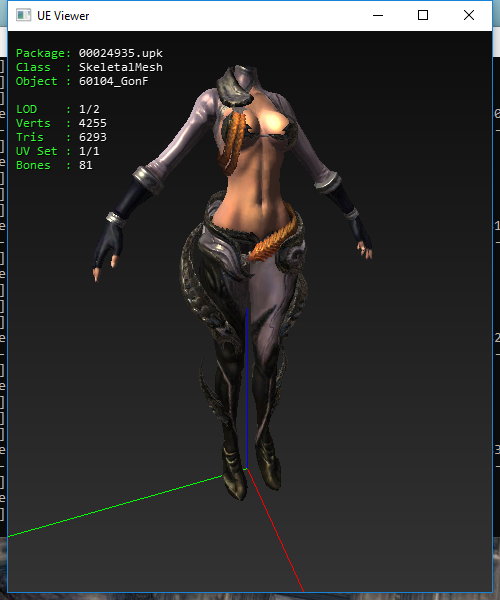 UE Viewer
Package: 00024935.upk
Class : SkeletalMesh
Object : 60104_GonF
LOD : 1/2
Verts : 4255
Tris : 6293
UV Set : 1/1
Bones : 81